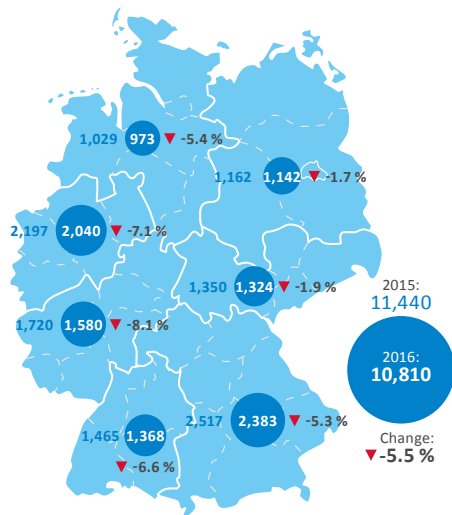 1,029 973 -5.4 %
1,162 1,142 -1.7 %
2,197 2,040 -7.1 %
1,350 1,324 -1.9 %
2015:
11,440
1,720 1,580 -8.1 %
2016:
10,810
2,517 2,383 -5.3 %
1,465 1,368
Change:
-5.5 %
-6.6 %